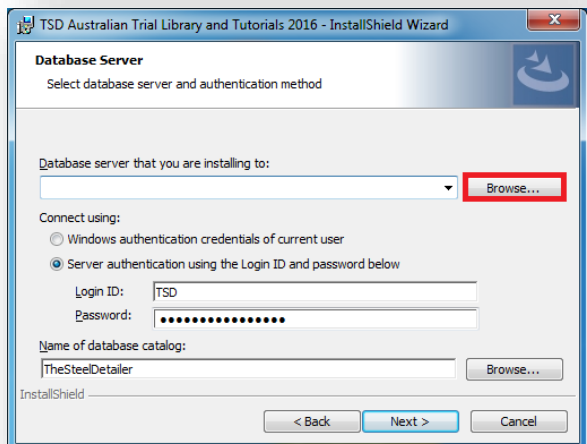 TSD Australian Trial Library and Tutorials 2016 - InstallShield Wizard
Database Server
Select database server and authentication method
Database server that you are installing to:
Browse...
Connect using:
Windows authentication credentials of current user
Server authentication using the Login ID and password below
Login ID: TSD
Password: ●●●●●●●●●●●●●●●●
Name of database catalog:
TheSteelDetailer Browse...
InstallShield
< Back Next > Cancel